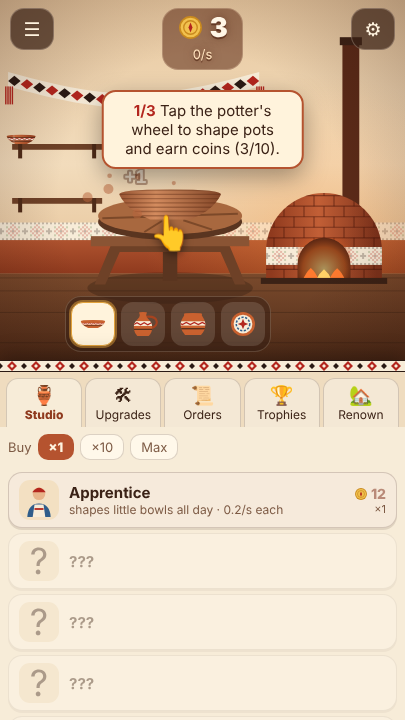 ☰
3
0/s
⚙
1/3 Tap the potter's
wheel to shape pots
and earn coins (3/10).
+1
Studio
Upgrades
Orders
Trophies
Renown
Buy
×1
×10
Max
Apprentice
12
shapes little bowls all day · 0.2/s each
×1
?
???
?
???
?
???